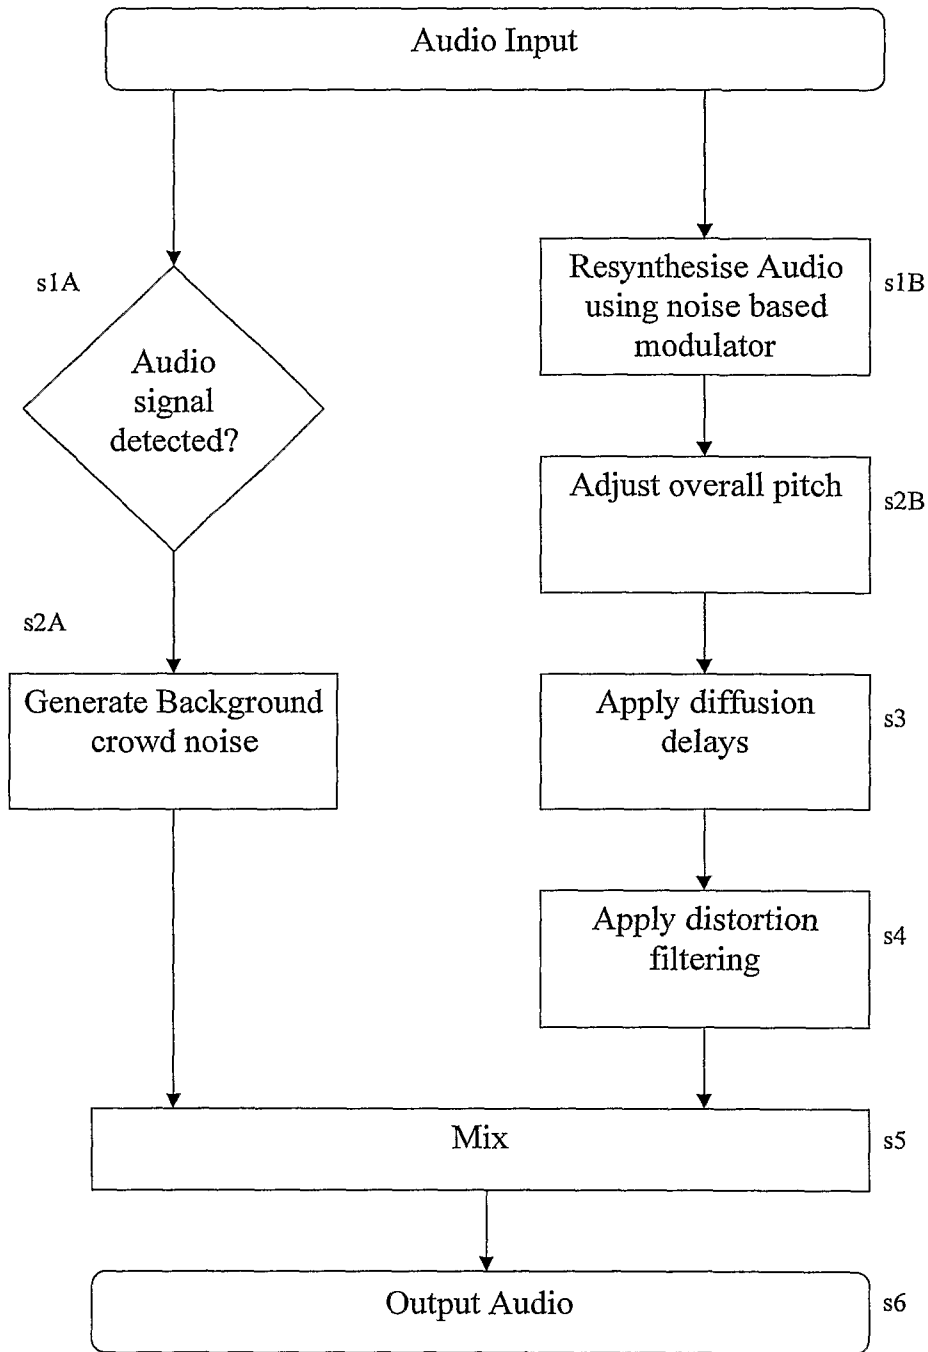 Audio Input
s1A
Audio
signal
detected?
s2A
Generate Background
crowd noise
Resynthesise Audio
using noise based
modulator
s1B
Adjust overall pitch
s2B
Apply diffusion
delays
s3
Apply distortion
filtering
s4
Mix
s5
Output Audio
s6